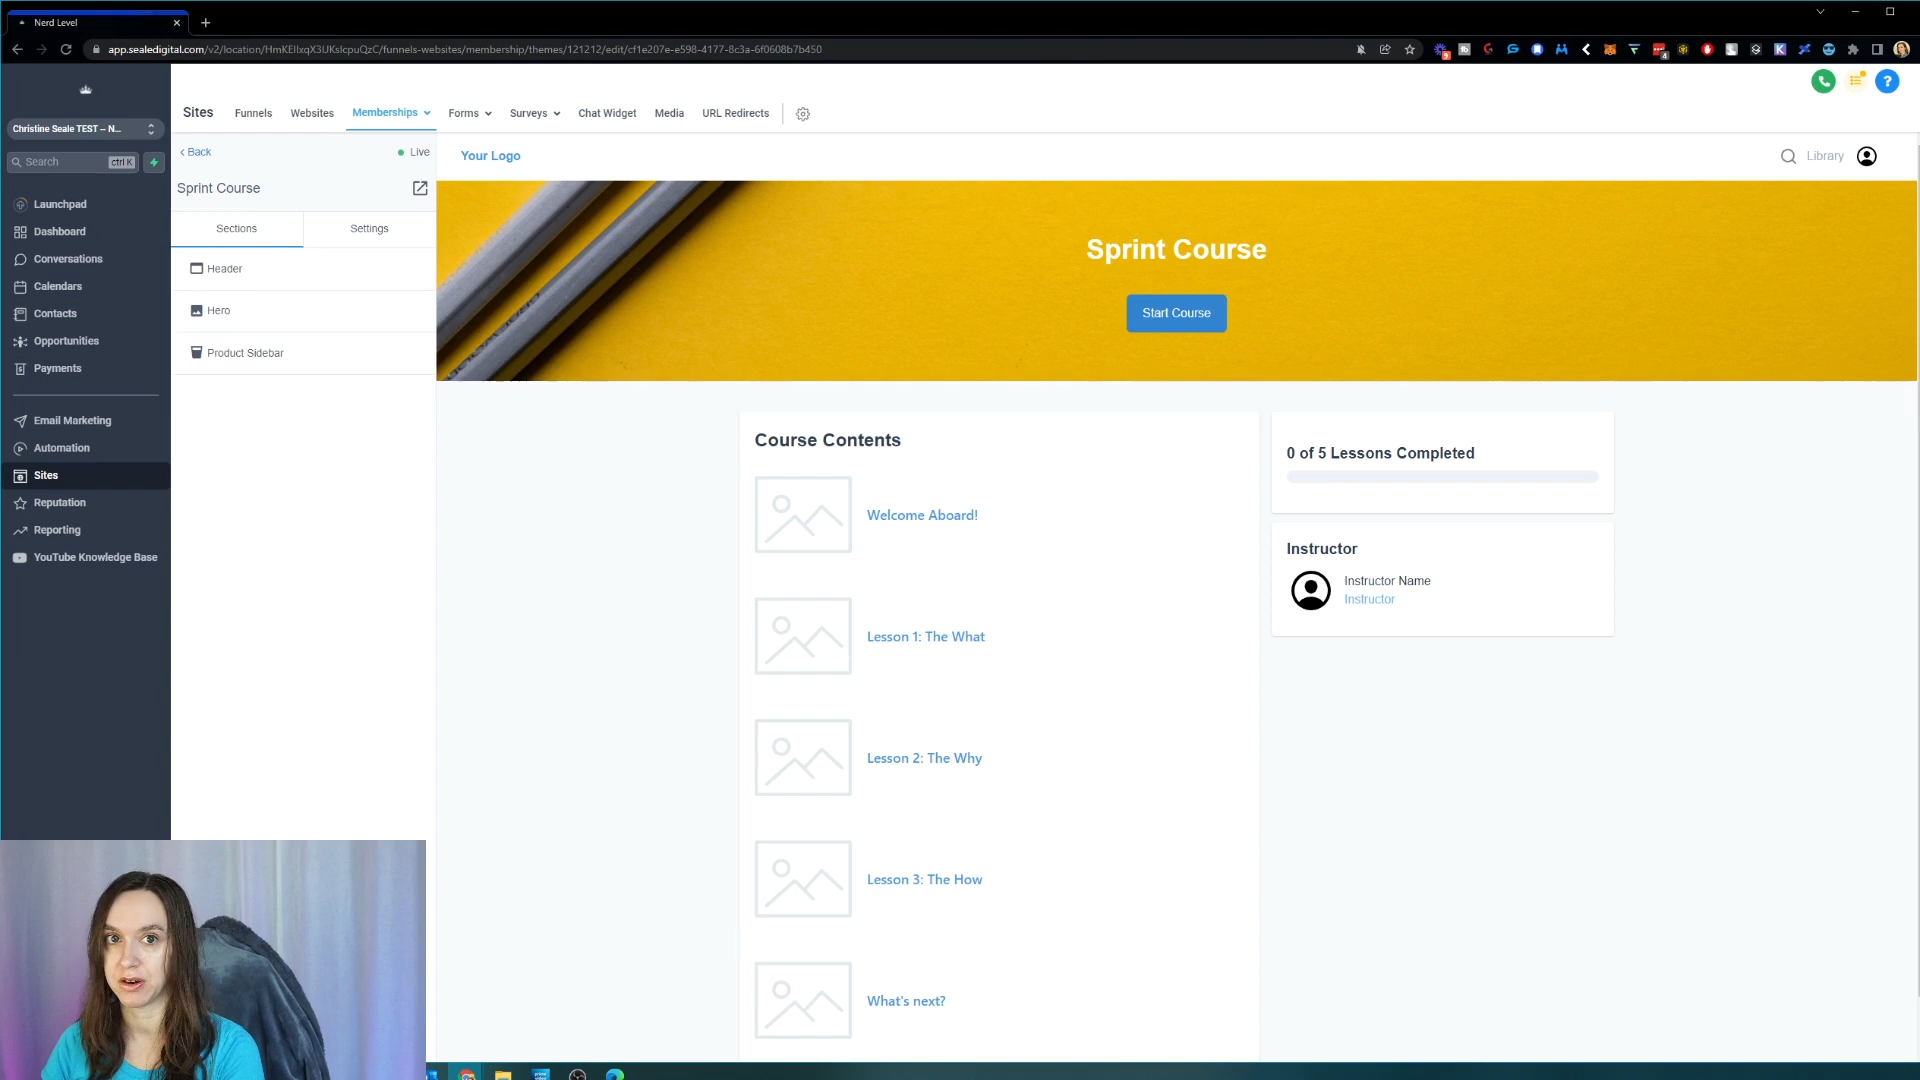 Nerd Level
app.sealedigital.com/v2/location/HmKEIlxqX3UKslcpuQzC/funnels-websites/membership/themes/121212/edit/cf1e207e-e598-4177-8c3a-6f0608b7b450
Christine Seale TEST – N...
Search ctrl K
Launchpad
Dashboard
Conversations
Calendars
Contacts
Opportunities
Payments
Email Marketing
Automation
Sites
Reputation
Reporting
YouTube Knowledge Base
Sites Funnels Websites Memberships Forms Surveys Chat Widget Media URL Redirects
Back Live
Sprint Course
Sections Settings
Header
Hero
Product Sidebar
Your Logo Library
Sprint Course
Start Course
Course Contents
Welcome Aboard!
Lesson 1: The What
Lesson 2: The Why
Lesson 3: The How
What's next?
0 of 5 Lessons Completed
Instructor
Instructor Name
Instructor